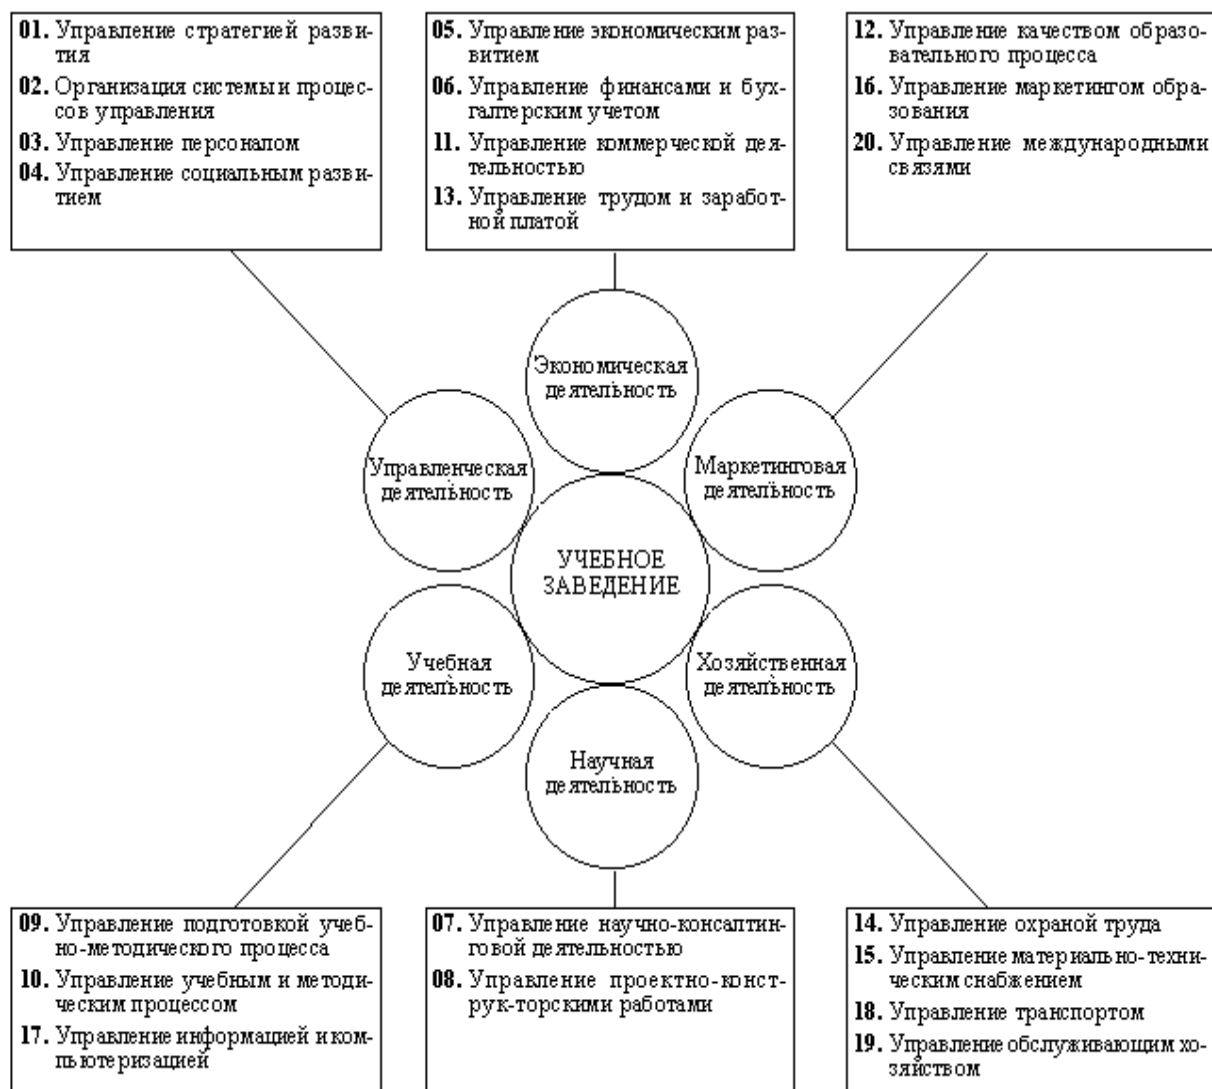 01. Управление стратегией разви-
тия
02. Организация системы и процес-
сов управления
03. Управление персоналом
04. Управление социальным разви-
тием
05. Управление экономическим раз-
витием
06. Управление финансами и бух-
галтерским учетом
11. Управление коммерческой дея-
тельностью
13. Управление трудом и заработ-
ной платой
12. Управление качеством образо-
вательного процесса
16. Управление маркетингом обра-
зования
20. Управление международными
связями
Экономическая
деятельность
Управленческая
деятельность
Маркетинговая
деятельность
УЧЕБНОЕ
ЗАВЕДЕНИЕ
Учебная
деятельность
Хозяйственная
деятельность
Научная
деятельность
09. Управление подготовкой учеб-
но-методического процесса
10. Управление учебным и методи-
ческим процессом
17. Управление информацией и ком-
пьютеризацией
07. Управление научно-консалтин-
говой деятельностью
08. Управление проектно-конст-
рук-торскими работами
14. Управление охраной труда
15. Управление материально-техни-
ческим снабжением
18. Управление транспортом
19. Управление обслуживающим хо-
зяйством